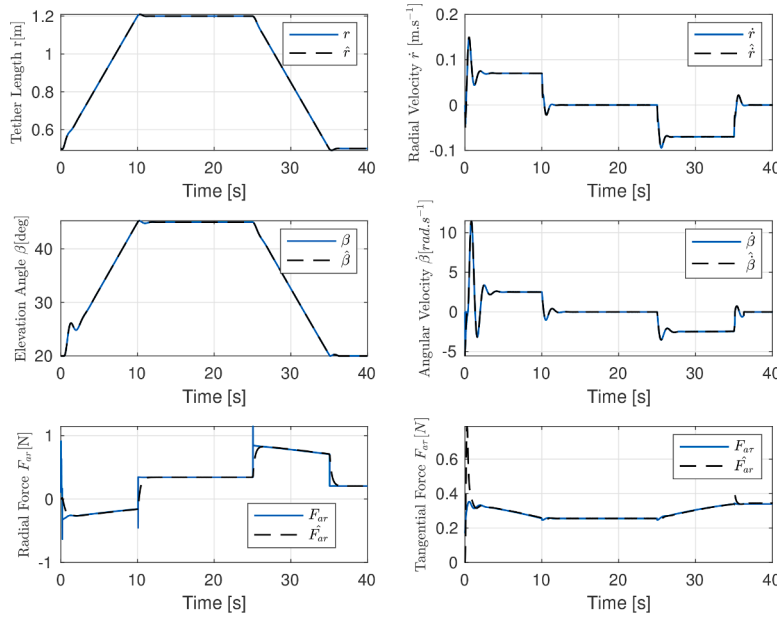 Tether Length r[m]
1.2
1
0.8
0.6
0 10 20 30 40
Time [s]
r
r̂
Radial Velocity ṙ [m.s⁻¹]
0.2
0.1
0
-0.1
0 10 20 30 40
Time [s]
ṙ
ṙ̂
Elevation Angle β[deg]
40
30
20
0 10 20 30 40
Time [s]
β
β̂
Angular Velocity β̇[rad.s⁻¹]
10
5
0
-5
0 10 20 30 40
Time [s]
β̇
β̇̂
Radial Force F_ar[N]
1
0
-1
0 10 20 30 40
Time [s]
F_ar
F̂_ar
Tangential Force F_ar[N]
0.6
0.4
0.2
0
0 10 20 30 40
Time [s]
F_ar
F̂_ar